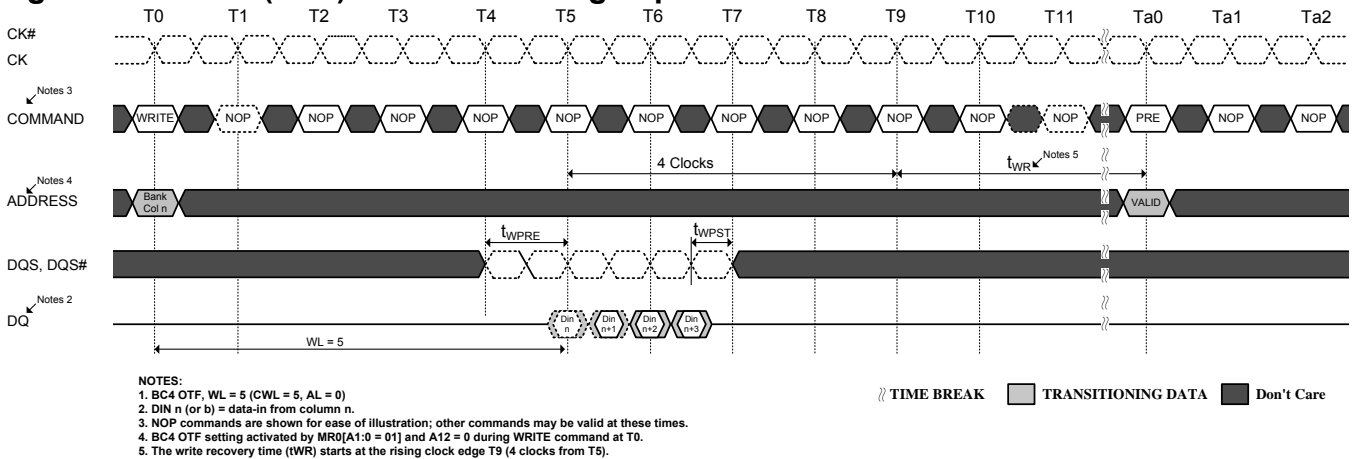 T0 T1 T2 T3 T4 T5 T6 T7 T8 T9 T10 T11 Ta0 Ta1 Ta2
CK#
CK
Notes 3
COMMAND WRITE NOP NOP NOP NOP NOP NOP NOP NOP NOP NOP NOP PRE NOP NOP
4 Clocks tWR Notes 5
Notes 4
ADDRESS Bank Col n VALID
tWPRE tWPST
DQS, DQS#
Notes 2
DQ Din n Din n+1 Din n+2 Din n+3
WL = 5
NOTES:
1. BC4 OTF, WL = 5 (CWL = 5, AL = 0)
2. DIN n (or b) = data-in from column n.
3. NOP commands are shown for ease of illustration; other commands may be valid at these times.
4. BC4 OTF setting activated by MR0[A1:0 = 01] and A12 = 0 during WRITE command at T0.
5. The write recovery time (tWR) starts at the rising clock edge T9 (4 clocks from T5).
TIME BREAK TRANSITIONING DATA Don't Care